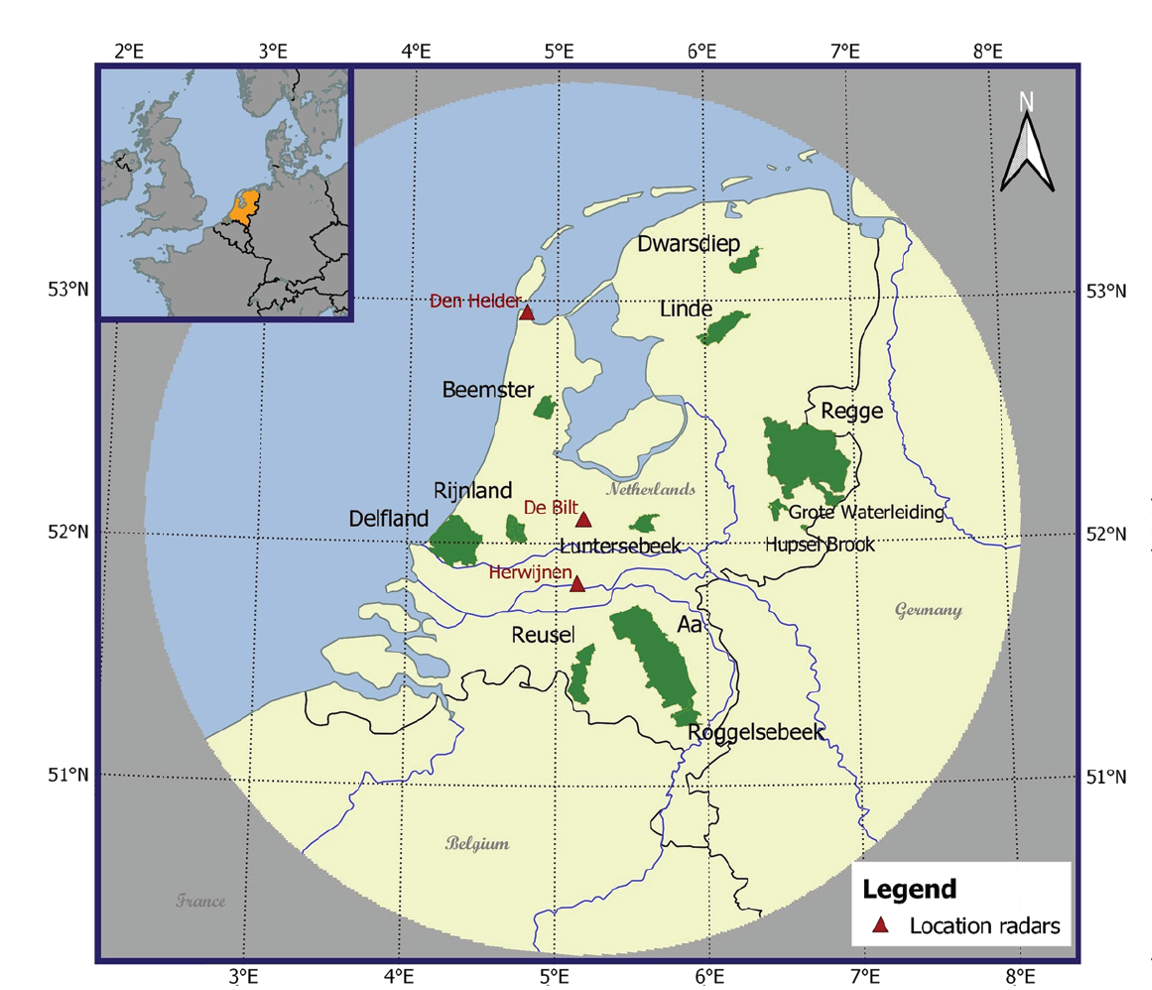 2°E 3°E 4°E 5°E 6°E 7°E 8°E
N
Dwarsdiep
53°N 53°N
Den Helder
Linde
Beemster
Regge
Rijnland
Netherlands
De Bilt
Delfland
Grote Waterleiding
52°N 52°N
Luntersebeek
Hupsel Brook
Herwijnen
Germany
Aa
Reusel
Roggelsebeek
51°N 51°N
Belgium
Legend
France
Location radars
3°E 4°E 5°E 6°E 7°E 8°E